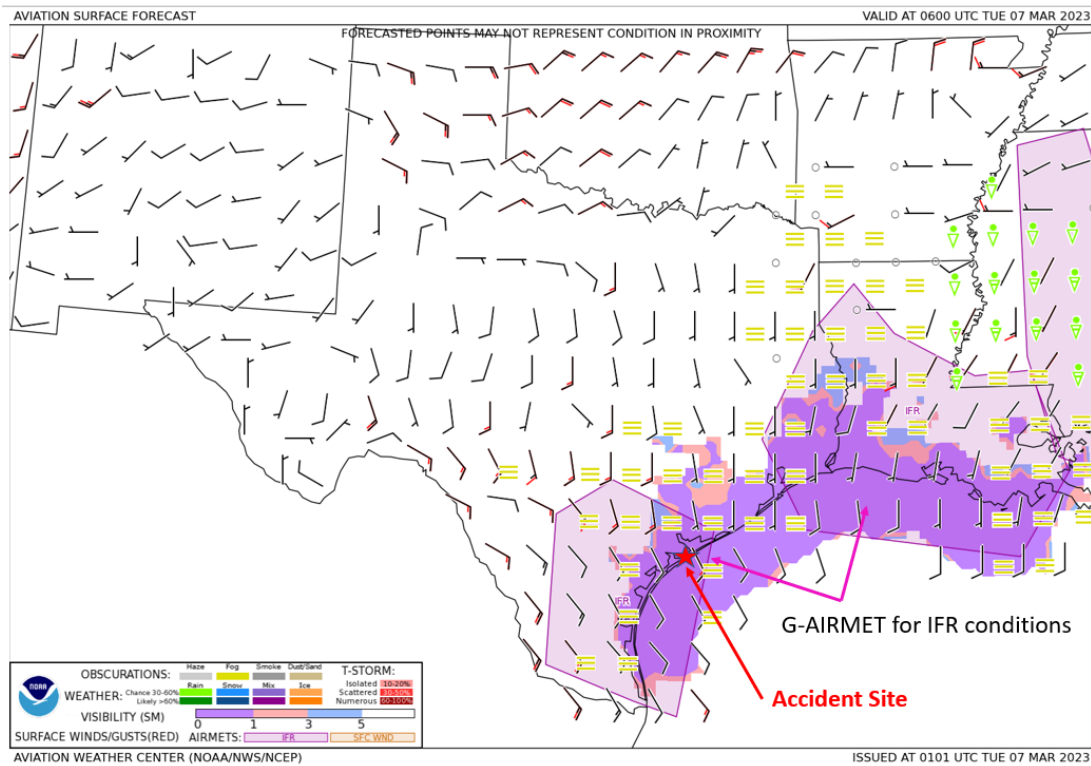 AVIATION SURFACE FORECAST
VALID AT 0600 UTC TUE 07 MAR 2023
FORECASTED POINTS MAY NOT REPRESENT CONDITION IN PROXIMITY
IFR
IFR
G-AIRMET for IFR conditions
Accident Site
NOAA
OBSCURATIONS: Haze Fog Smoke Dust/Sand
T-STORM:
Rain Snow Mix Ice
Isolated 10-20%
WEATHER: Chance 30-60%
Scattered 30-50%
Likely >60%
Numerous 60-100%
VISIBILITY (SM)
0 1 3 5
SURFACE WINDS/GUSTS(RED) AIRMETS: IFR SFC WND
AVIATION WEATHER CENTER (NOAA/NWS/NCEP)
ISSUED AT 0101 UTC TUE 07 MAR 2023